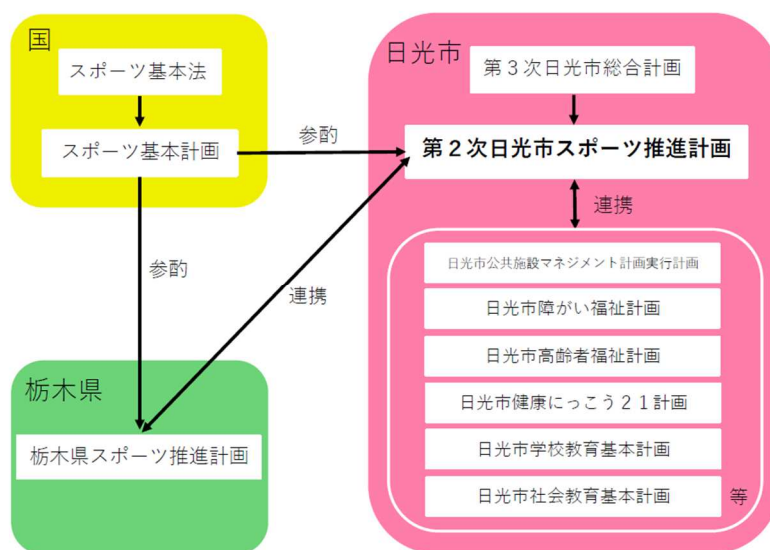 国
スポーツ基本法
スポーツ基本計画
参酌
参酌
連携
栃木県
栃木県スポーツ推進計画
日光市
第３次日光市総合計画
第２次日光市スポーツ推進計画
連携
日光市公共施設マネジメント計画実行計画
日光市障がい福祉計画
日光市高齢者福祉計画
日光市健康にっこう２１計画
日光市学校教育基本計画
日光市社会教育基本計画
等